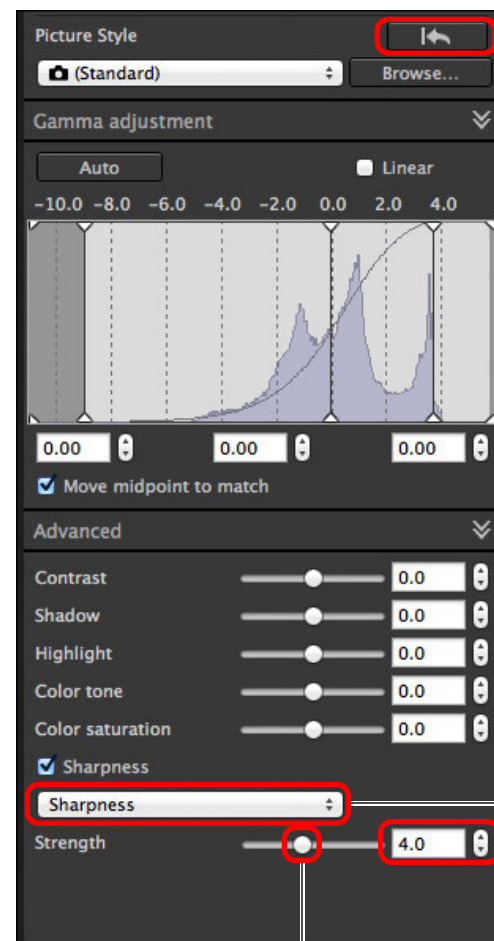 Picture Style
(Standard) Browse...
Gamma adjustment
Auto Linear
-10.0 -8.0 -6.0 -4.0 -2.0 0.0 2.0 4.0
0.00 0.00 0.00
Move midpoint to match
Advanced
Contrast 0.0
Shadow 0.0
Highlight 0.0
Color tone 0.0
Color saturation 0.0
Sharpness
Sharpness
Strength 4.0